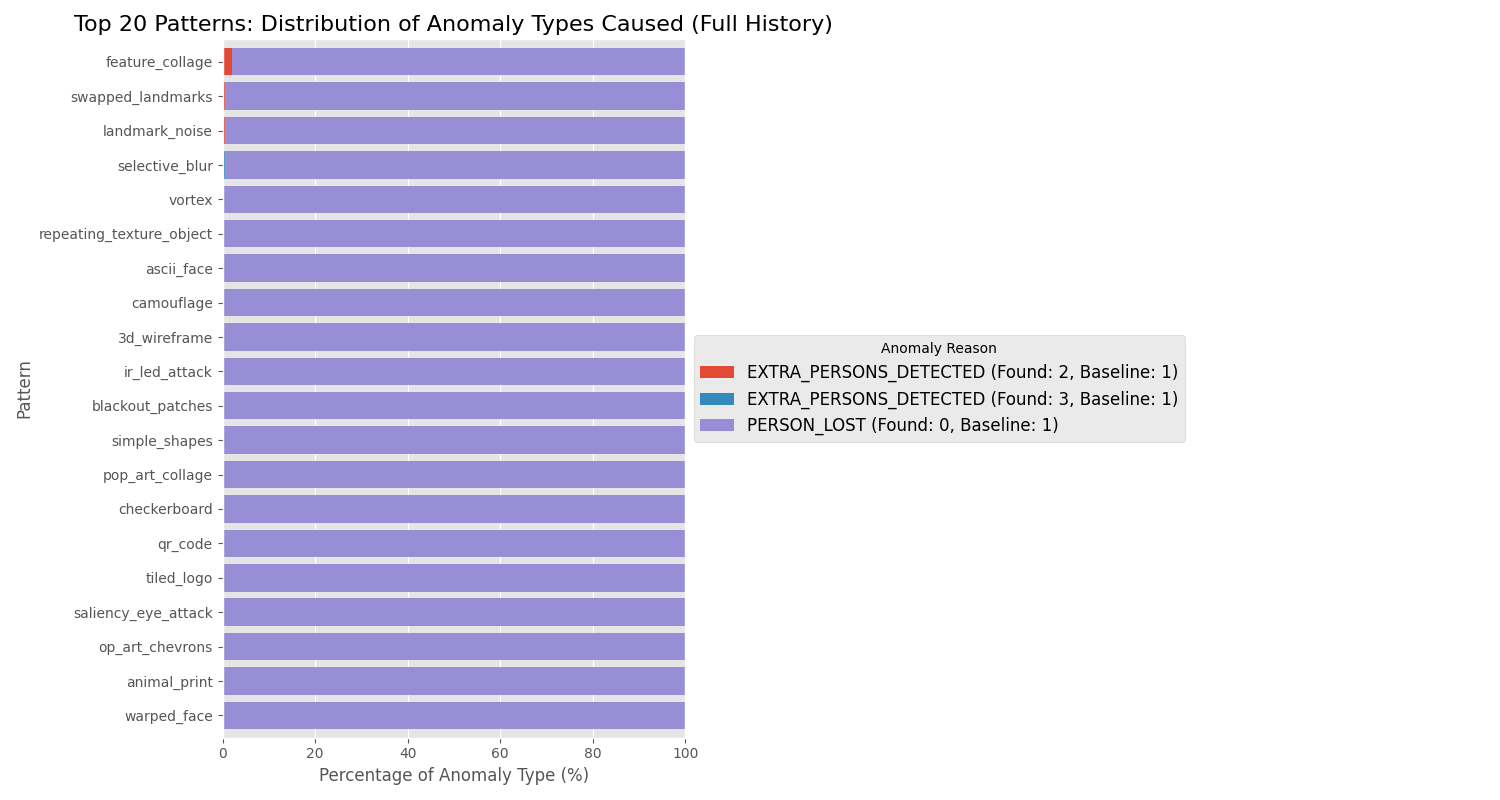 Top 20 Patterns: Distribution of Anomaly Types Caused (Full History)
feature_collage
swapped_landmarks
landmark_noise
selective_blur
vortex
repeating_texture_object
ascii_face
camouflage
3d_wireframe
ir_led_attack
blackout_patches
simple_shapes
pop_art_collage
checkerboard
qr_code
tiled_logo
saliency_eye_attack
op_art_chevrons
animal_print
warped_face
Pattern
0 20 40 60 80 100
Percentage of Anomaly Type (%)
Anomaly Reason
EXTRA_PERSONS_DETECTED (Found: 2, Baseline: 1)
EXTRA_PERSONS_DETECTED (Found: 3, Baseline: 1)
PERSON_LOST (Found: 0, Baseline: 1)